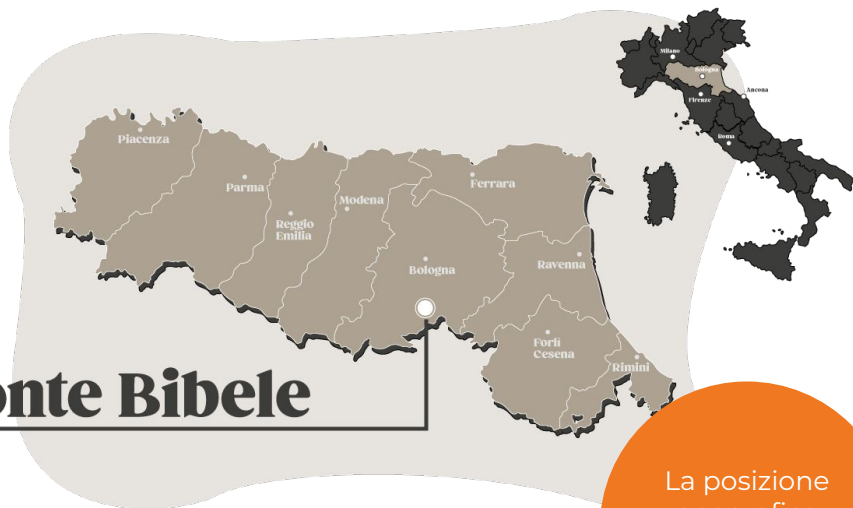 Milano
Bologna
Ancona
Firenze
Roma
Piacenza
Parma
Ferrara
Modena
Reggio
Emilia
Bologna
Ravenna
Forlì
Cesena
Rimini
onte Bibele
La posizione